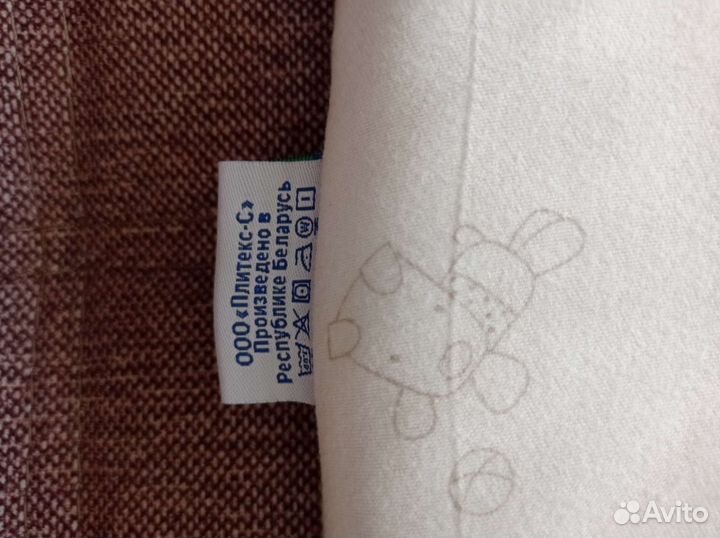 ООО «Плитекс-С»
Произведено в
Республике Беларусь
Avito